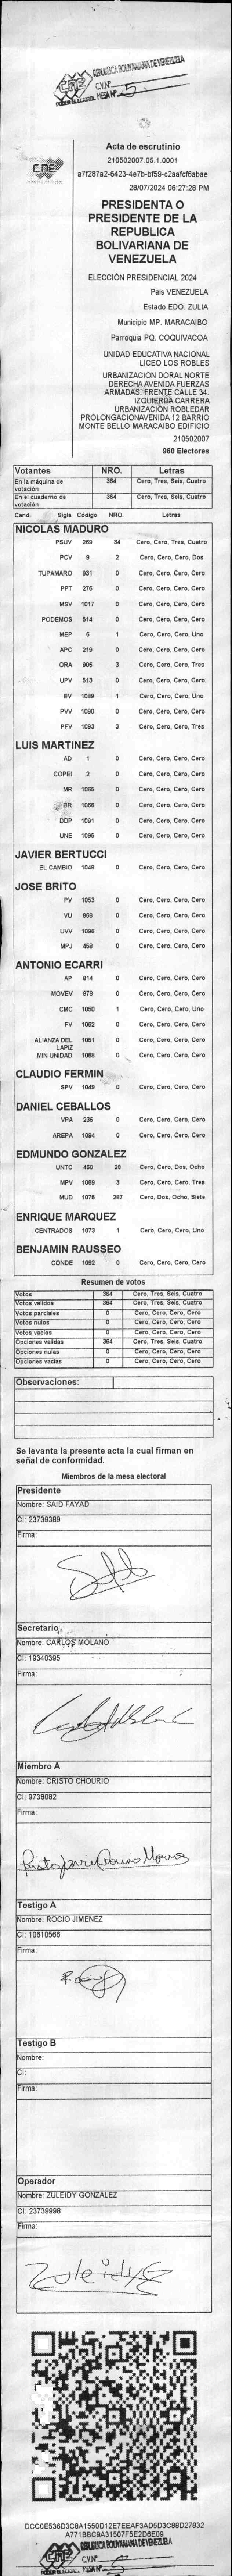 REPUBLICA BOLIVARIANA DE VENEZUELA
CNE
C.V.Nº
PODER ELECTORAL MESA Nº 5
CNE
Acta de escrutinio
210502007.05.1.0001
a7f287a2-6423-4e7b-bf59-c2aafcf6abae
28/07/2024 06:27:28 PM
PRESIDENTA O
PRESIDENTE DE LA
REPUBLICA
BOLIVARIANA DE
VENEZUELA
ELECCIÓN PRESIDENCIAL 2024
País VENEZUELA
Estado EDO. ZULIA
Municipio MP. MARACAIBO
Parroquia PQ. COQUIVACOA
UNIDAD EDUCATIVA NACIONAL
LICEO LOS ROBLES
URBANIZACION DORAL NORTE
DERECHA AVENIDA FUERZAS
ARMADAS. FRENTE CALLE 34.
IZQUIERDA CARRERA
URBANIZACIÓN ROBLEDAR
PROLONGACIONAVENIDA 12 BARRIO
MONTE BELLO MARACAIBO EDIFICIO
210502007
960 Electores
Votantes NRO. Letras
En la máquina de votación 364 Cero, Tres, Seis, Cuatro
En el cuaderno de votación 364 Cero, Tres, Seis, Cuatro
Cand. Sigla Código NRO. Letras
NICOLAS MADURO
PSUV 269 34 Cero, Cero, Tres, Cuatro
PCV 9 2 Cero, Cero, Cero, Dos
TUPAMARO 931 0 Cero, Cero, Cero, Cero
PPT 276 0 Cero, Cero, Cero, Cero
MSV 1017 0 Cero, Cero, Cero, Cero
PODEMOS 514 0 Cero, Cero, Cero, Cero
MEP 6 1 Cero, Cero, Cero, Uno
APC 219 0 Cero, Cero, Cero, Cero
ORA 906 3 Cero, Cero, Cero, Tres
UPV 513 0 Cero, Cero, Cero, Cero
EV 1099 1 Cero, Cero, Cero, Uno
PVV 1090 0 Cero, Cero, Cero, Cero
PFV 1093 3 Cero, Cero, Cero, Tres
LUIS MARTINEZ
AD 1 0 Cero, Cero, Cero, Cero
COPEI 2 0 Cero, Cero, Cero, Cero
MR 1065 0 Cero, Cero, Cero, Cero
BR 1066 0 Cero, Cero, Cero, Cero
DDP 1091 0 Cero, Cero, Cero, Cero
UNE 1095 0 Cero, Cero, Cero, Cero
JAVIER BERTUCCI
EL CAMBIO 1048 0 Cero, Cero, Cero, Cero
JOSE BRITO
PV 1053 0 Cero, Cero, Cero, Cero
VU 969 0 Cero, Cero, Cero, Cero
UVV 1096 0 Cero, Cero, Cero, Cero
MPJ 458 0 Cero, Cero, Cero, Cero
ANTONIO ECARRI
AP 914 0 Cero, Cero, Cero, Cero
MOVEV 978 0 Cero, Cero, Cero, Cero
CMC 1050 1 Cero, Cero, Cero, Uno
FV 1062 0 Cero, Cero, Cero, Cero
ALIANZA DEL LAPIZ 1051 0 Cero, Cero, Cero, Cero
MIN UNIDAD 1068 0 Cero, Cero, Cero, Cero
CLAUDIO FERMIN
SPV 1049 0 Cero, Cero, Cero, Cero
DANIEL CEBALLOS
VPA 236 0 Cero, Cero, Cero, Cero
AREPA 1094 0 Cero, Cero, Cero, Cero
EDMUNDO GONZALEZ
UNTC 460 28 Cero, Cero, Dos, Ocho
MPV 1069 3 Cero, Cero, Cero, Tres
MUD 1076 287 Cero, Dos, Ocho, Siete
ENRIQUE MARQUEZ
CENTRADOS 1073 1 Cero, Cero, Cero, Uno
BENJAMIN RAUSSEO
CONDE 1092 0 Cero, Cero, Cero, Cero
Resumen de votos
Votos 364 Cero, Tres, Seis, Cuatro
Votos validos 364 Cero, Tres, Seis, Cuatro
Votos parciales 0 Cero, Cero, Cero, Cero
Votos nulos 0 Cero, Cero, Cero, Cero
Votos vacios 0 Cero, Cero, Cero, Cero
Opciones validas 364 Cero, Tres, Seis, Cuatro
Opciones nulas 0 Cero, Cero, Cero, Cero
Opciones vacias 0 Cero, Cero, Cero, Cero
Observaciones:
Se levanta la presente acta la cual firman en
señal de conformidad.
Miembros de la mesa electoral
Presidente
Nombre: SAID FAYAD
CI: 23739389
Firma:
Secretario
Nombre: CARLOS MOLANO
CI: 19340395
Firma:
Miembro A
Nombre: CRISTO CHOURIO
CI: 9738082
Firma:
Testigo A
Nombre: ROCIO JIMENEZ
CI: 10610566
Firma:
Testigo B
Nombre:
CI:
Firma:
Operador
Nombre: ZULEIDY GONZALEZ
CI: 23739998
Firma:
DCC0E536D3C8A1550D12E7EEAF3AD5D3C88D27832
A771BBC9A31507F5E2D6E09
REPUBLICA BOLIVARIANA DE VENEZUELA
CNE
C.V.Nº
PODER ELECTORAL MESA Nº 5